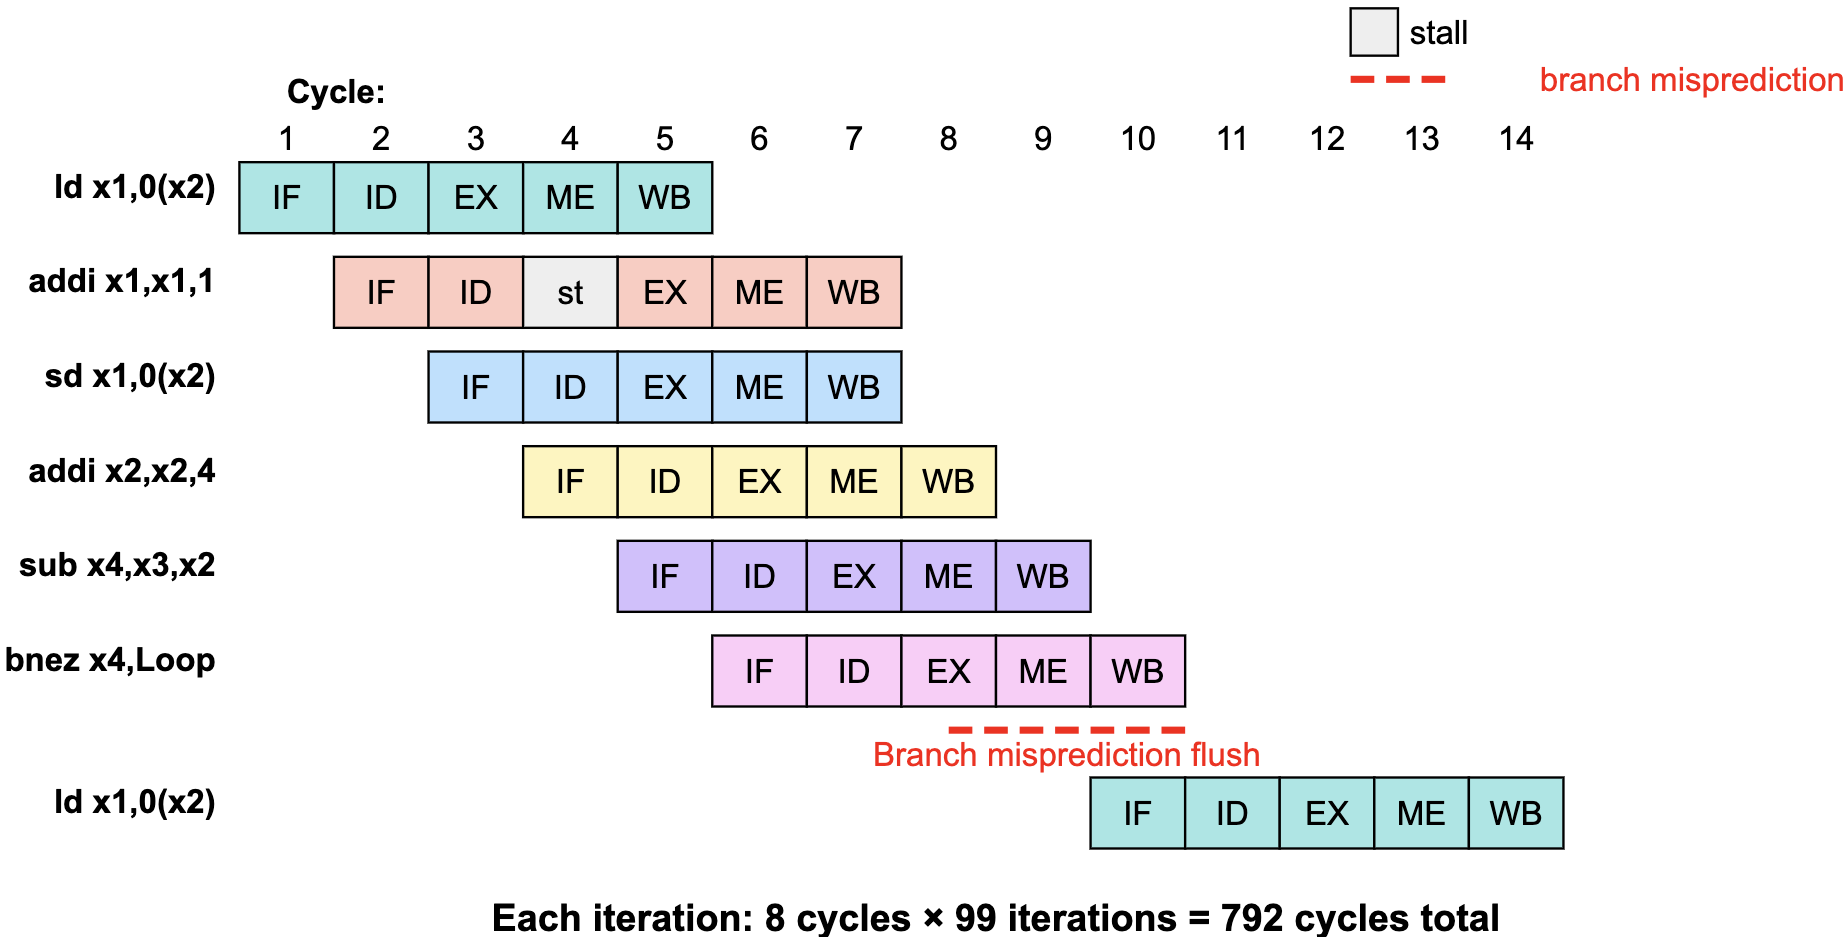 stall
branch misprediction
Cycle:
1 2 3 4 5 6 7 8 9 10 11 12 13 14
ld x1,0(x2) IF ID EX ME WB
addi x1,x1,1 IF ID st EX ME WB
sd x1,0(x2) IF ID EX ME WB
addi x2,x2,4 IF ID EX ME WB
sub x4,x3,x2 IF ID EX ME WB
bnez x4,Loop IF ID EX ME WB
Branch misprediction flush
ld x1,0(x2) IF ID EX ME WB
Each iteration: 8 cycles × 99 iterations = 792 cycles total